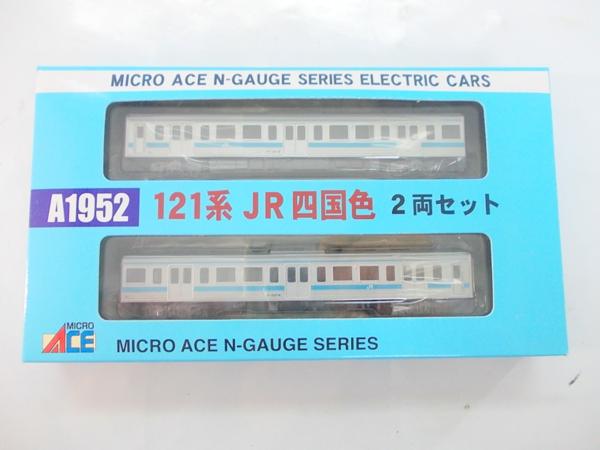 MICRO ACE N-GAUGE SERIES ELECTRIC CARS
A1952
121系 JR四国色 2両セット
MICRO
ACE
MICRO ACE N-GAUGE SERIES